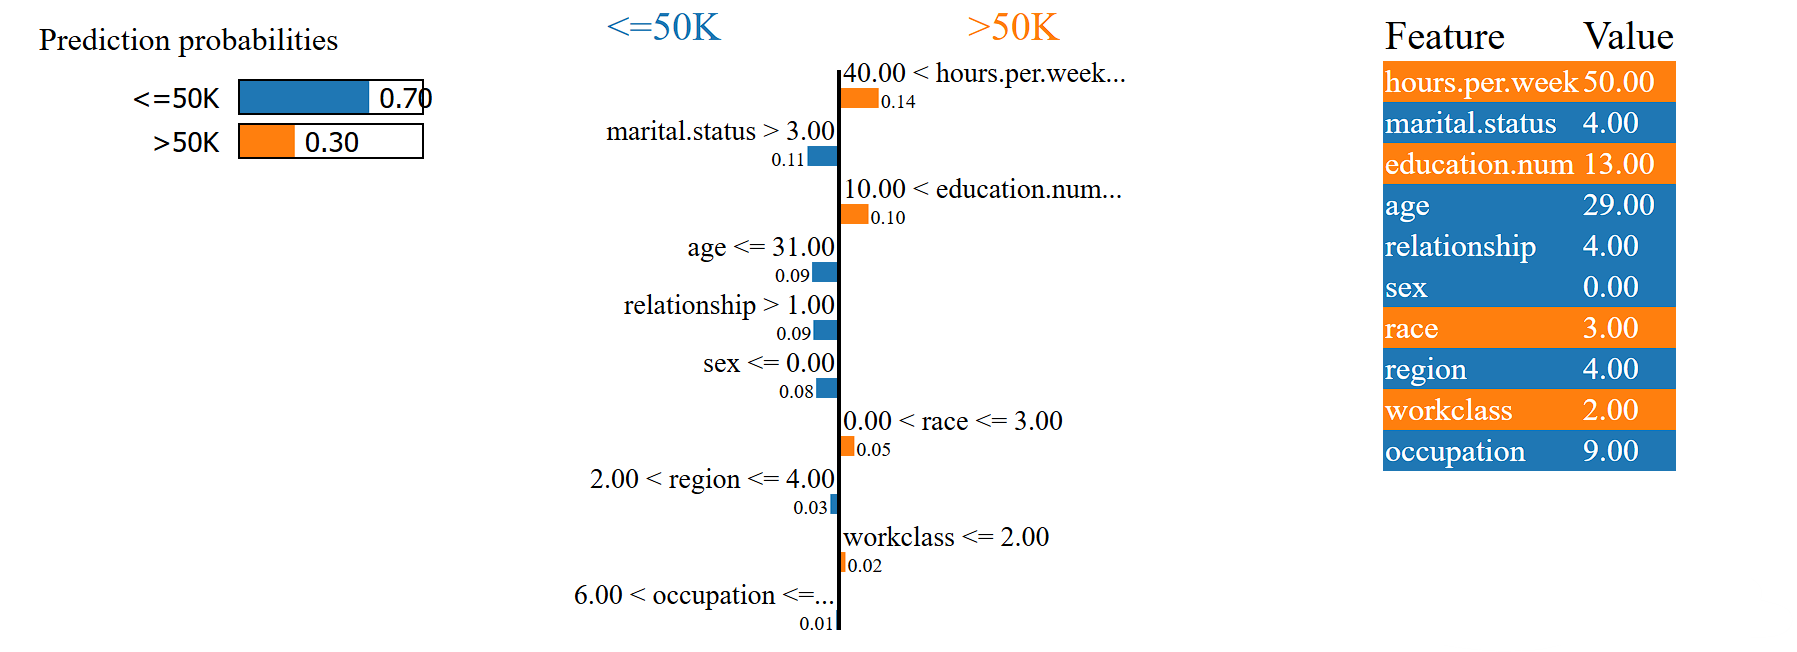 Prediction probabilities
<=50K 0.70
>50K 0.30
<=50K >50K
40.00 < hours.per.week...
0.14
marital.status > 3.00
0.11
10.00 < education.num...
0.10
age <= 31.00
0.09
relationship > 1.00
0.09
sex <= 0.00
0.08
0.00 < race <= 3.00
0.05
2.00 < region <= 4.00
0.03
workclass <= 2.00
0.02
6.00 < occupation <=...
0.01
Feature Value
hours.per.week 50.00
marital.status 4.00
education.num 13.00
age 29.00
relationship 4.00
sex 0.00
race 3.00
region 4.00
workclass 2.00
occupation 9.00